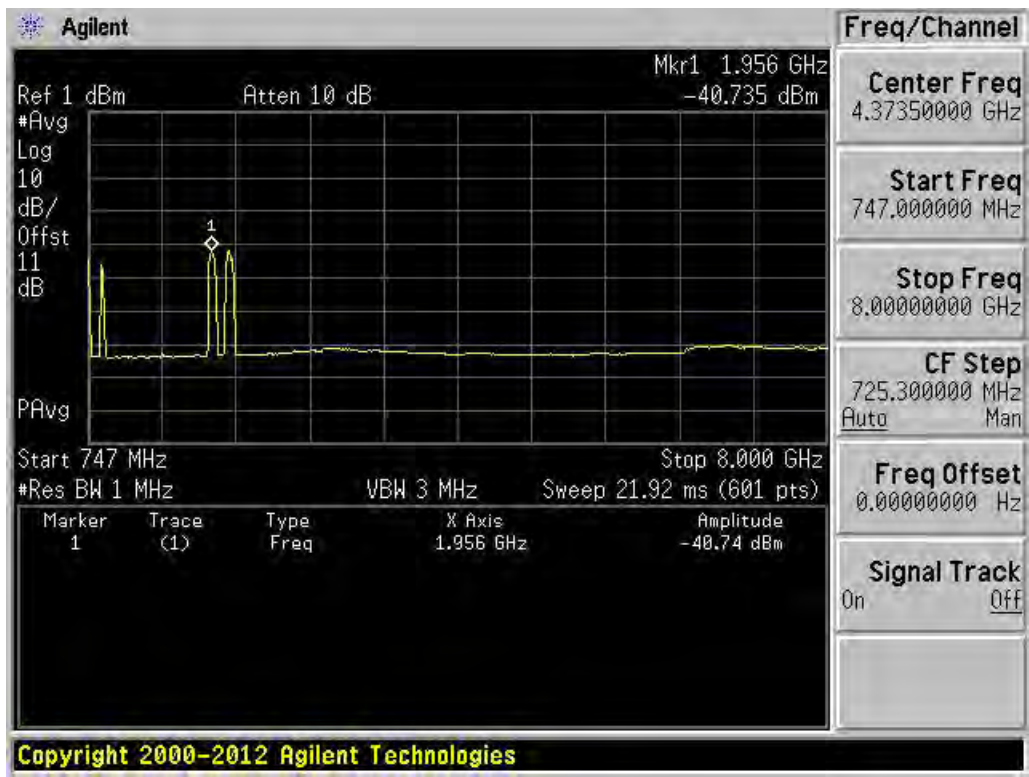 Agilent
Freq/Channel
Mkr1 1.956 GHz
Ref 1 dBm Atten 10 dB -40.735 dBm
#Avg
Log
10
dB/
Offst
11
dB
1
PAvg
Start 747 MHz Stop 8.000 GHz
#Res BW 1 MHz VBW 3 MHz Sweep 21.92 ms (601 pts)
Marker Trace Type X Axis Amplitude
1 (1) Freq 1.956 GHz -40.74 dBm
Center Freq
4.37350000 GHz
Start Freq
747.000000 MHz
Stop Freq
8.00000000 GHz
CF Step
725.300000 MHz
Auto Man
Freq Offset
0.00000000 Hz
Signal Track
On Off
Copyright 2000-2012 Agilent Technologies